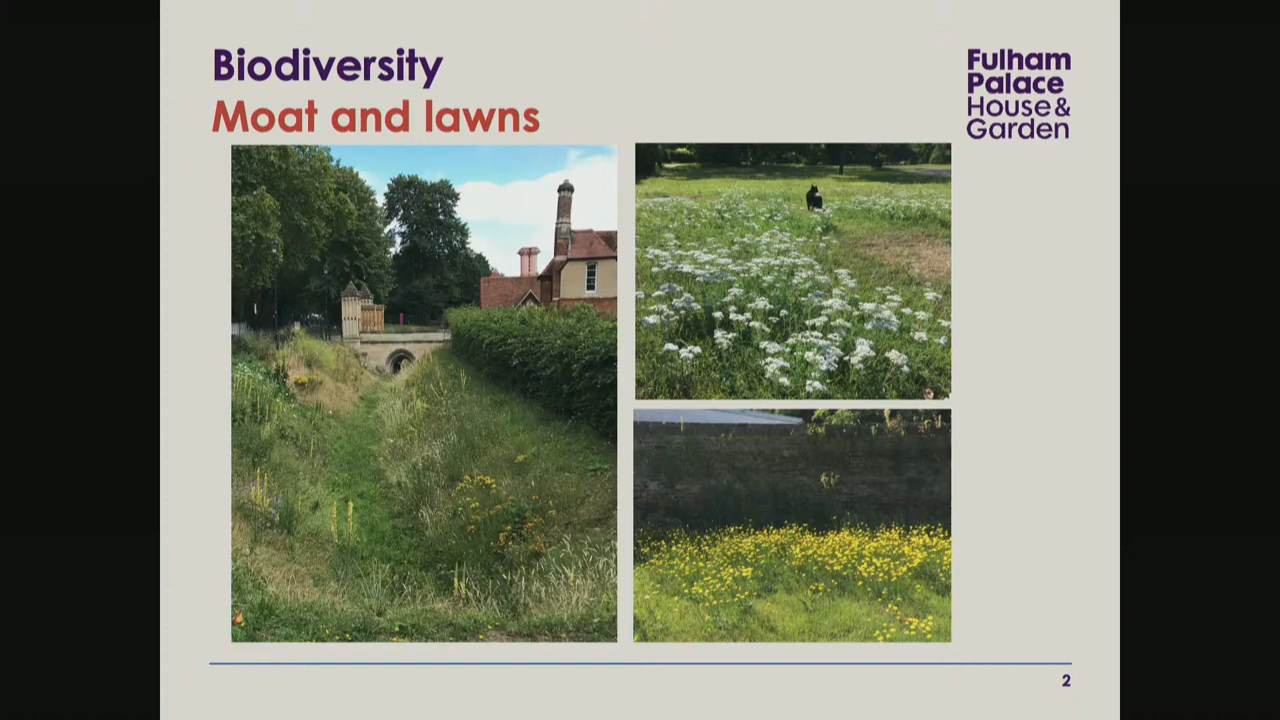 Biodiversity
Moat and lawns
Fulham
Palace
House &
Garden
2